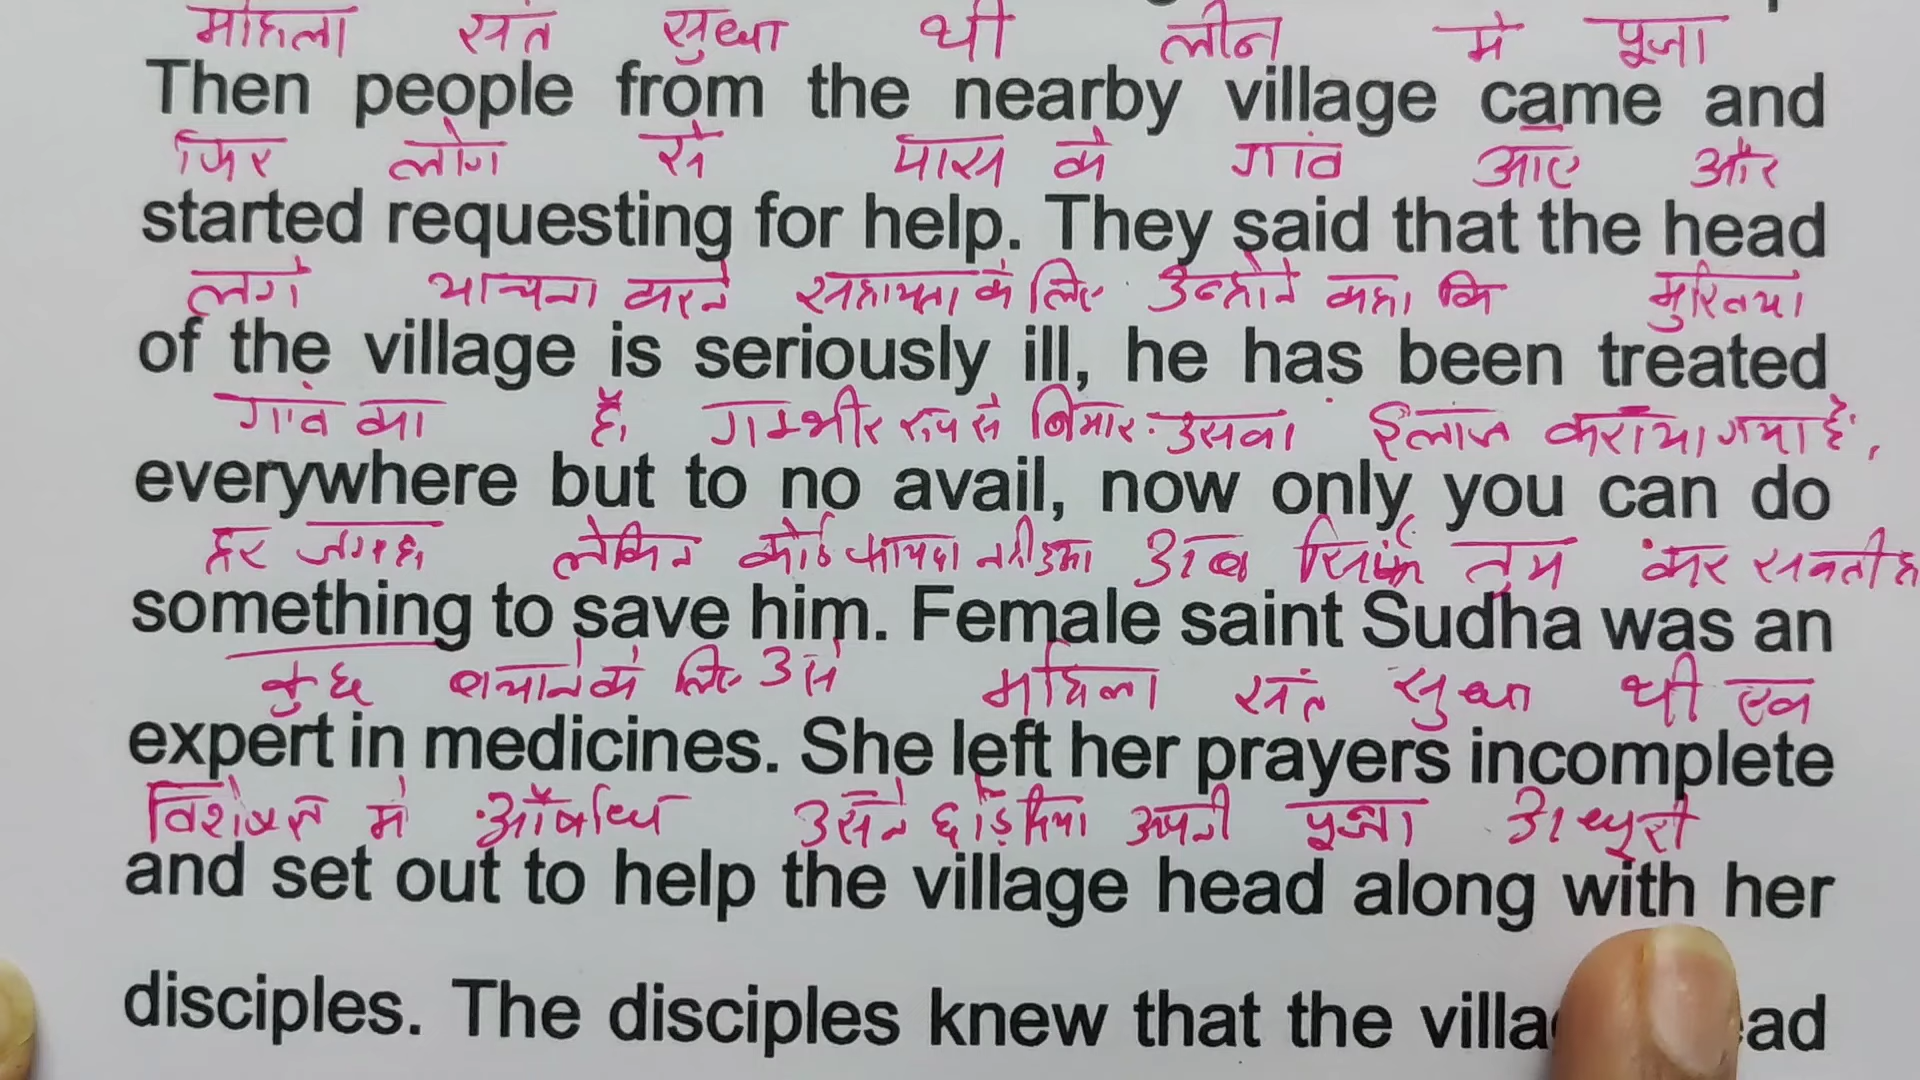 महिला संत सुधा थी लीन में पूजा
Then people from the nearby village came and
फिर लोग से पास के गांव आए और
started requesting for help. They said that the head
लगे याचना करने सहायता के लिए उन्होंने कहा कि मुखिया
of the village is seriously ill, he has been treated
गांव का है गम्भीर रूप से बिमार उसका इलाज कराया गया है,
everywhere but to no avail, now only you can do
हर जगह लेकिन कोई फायदा नहीं हुआ अब सिर्फ तुम कर सकती हो
something to save him. Female saint Sudha was an
कुछ बचाने के लिए उसे महिला संत सुधा थी एक
expert in medicines. She left her prayers incomplete
विशेषज्ञ में औषधि उसने छोड़ दिया अपनी पूजा अधूरी
and set out to help the village head along with her
disciples. The disciples knew that the